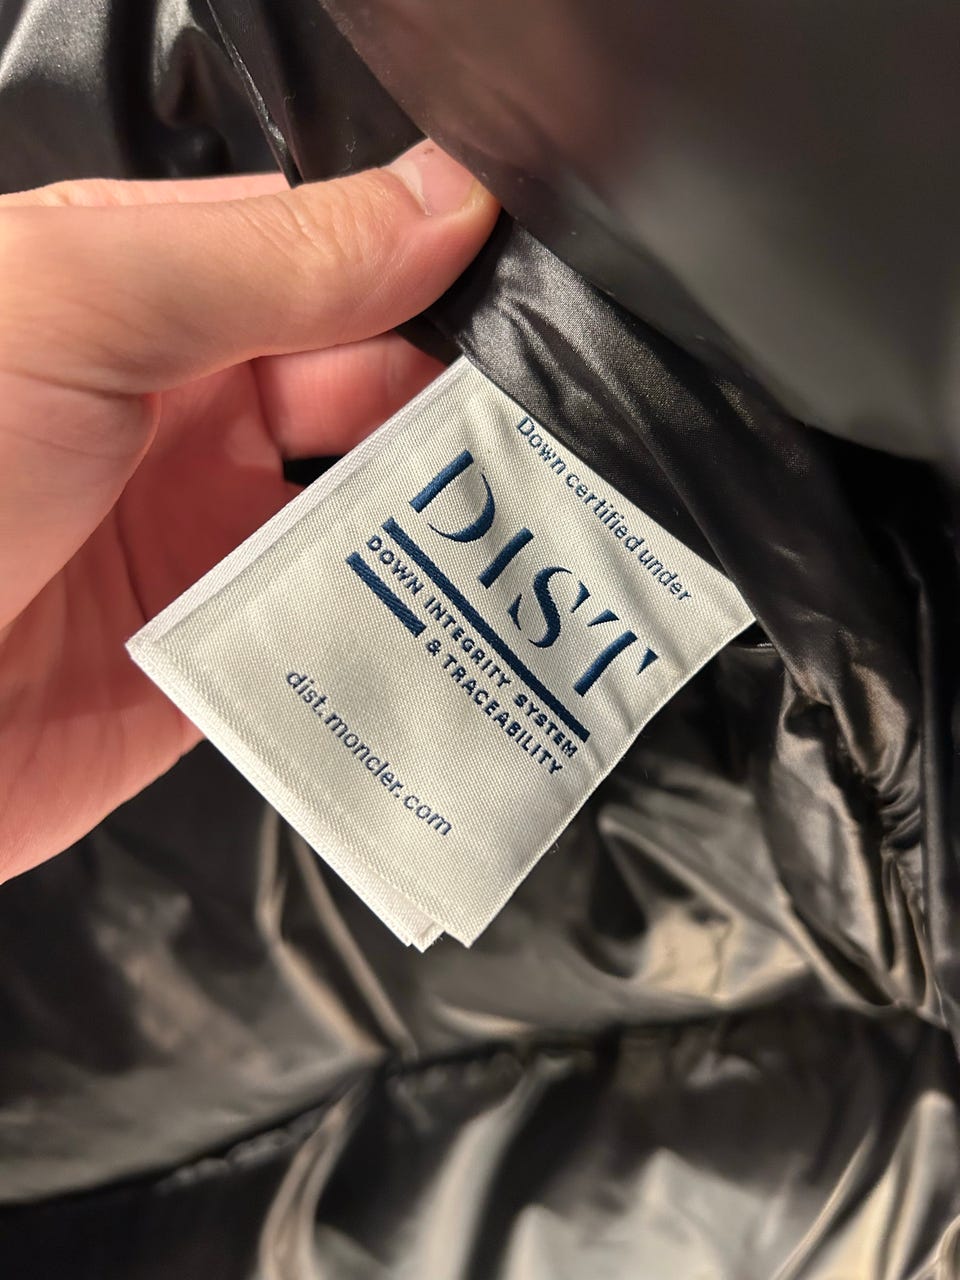 Down certified under
DIST
DOWN INTEGRITY SYSTEM
& TRACEABILITY
dist.moncler.com